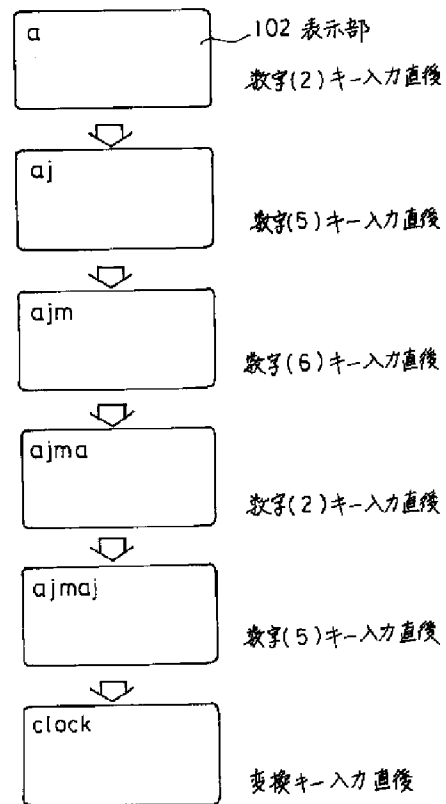 a
102 表示部
数字(2)キー入力直後
aj
数字(5)キー入力直後
ajm
数字(6)キー入力直後
ajma
数字(2)キー入力直後
ajmaj
数字(5)キー入力直後
clock
変換キー入力直後